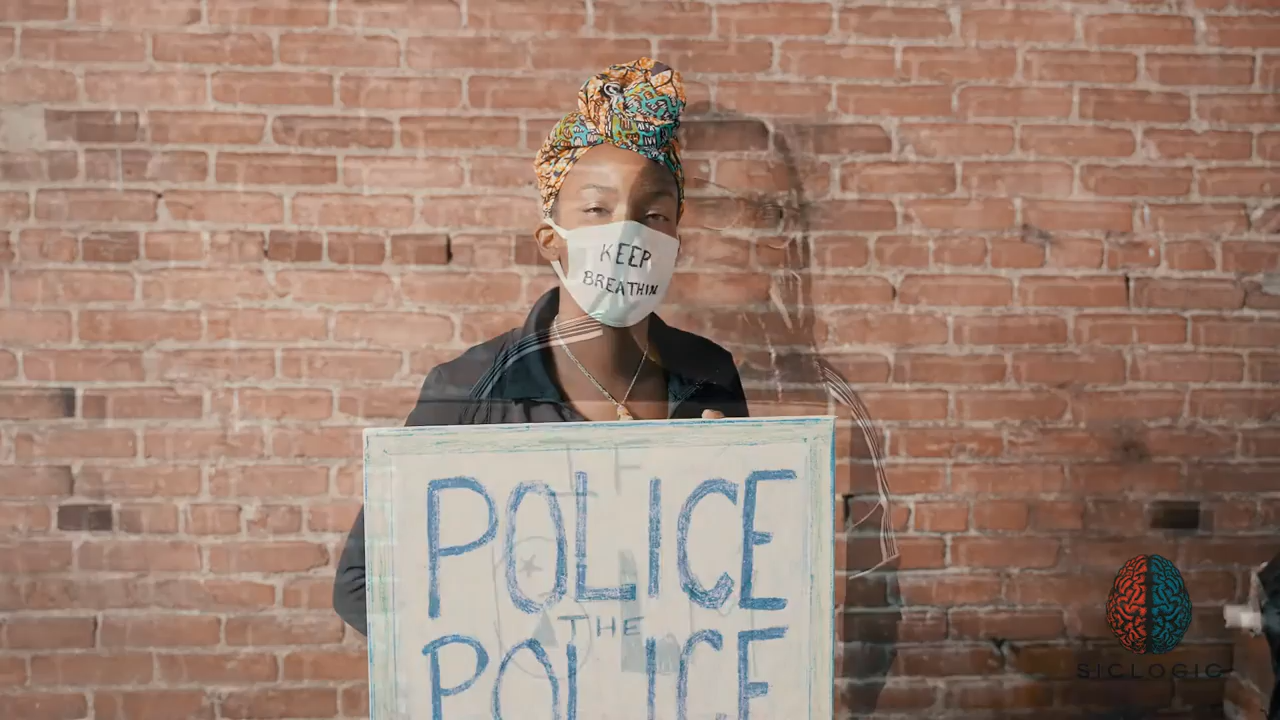 KEEP
BREATHIN
POLICE
THE
POLICE
SICLOGIC